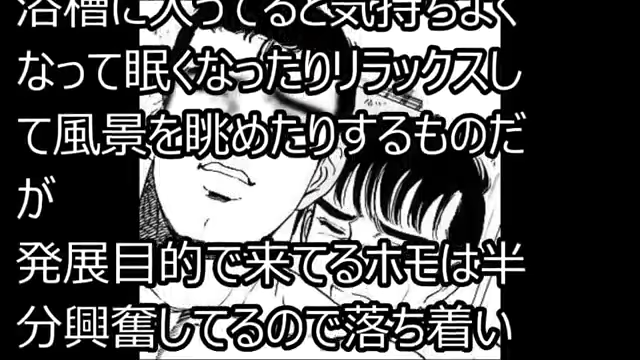 浴槽に入ってると気持ちよく
なって眠くなったりリラックスし
て風景を眺めたりするものだ
が
発展目的で来てるホモは半
分興奮してるので落ち着い